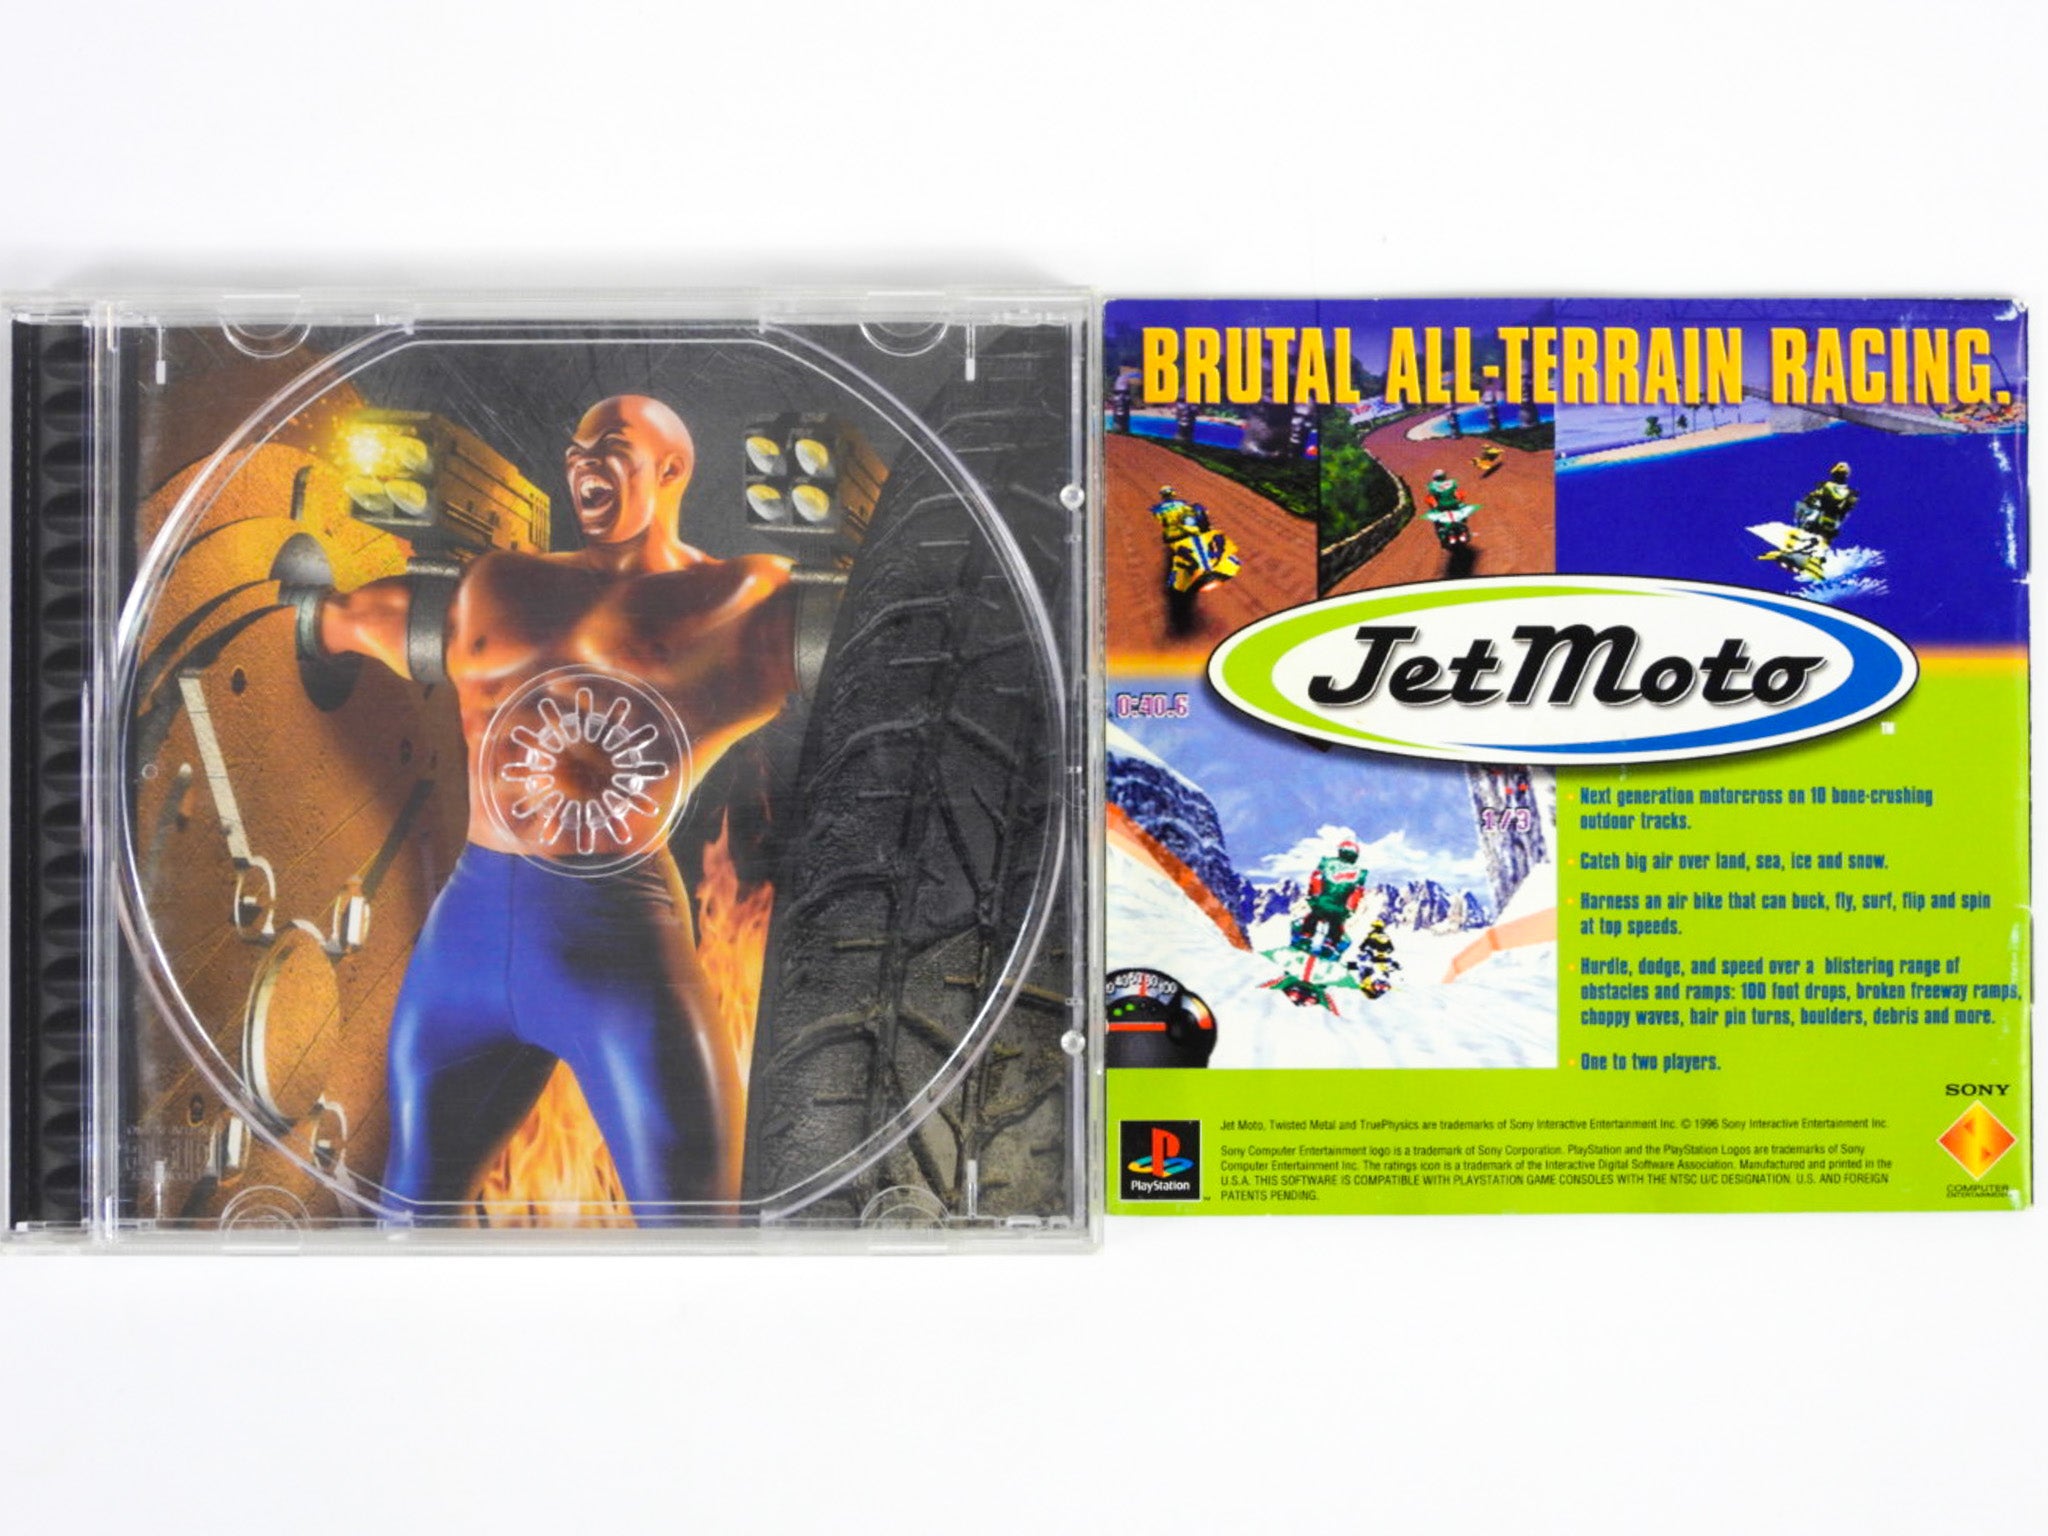 BRUTAL ALL-TERRAIN RACING.
Jet Moto
TM
0:40.6
1/3
Next generation motorcross on 10 bone-crushing
outdoor tracks.
Catch big air over land, sea, ice and snow.
Harness an air bike that can buck, fly, surf, flip and spin
at top speeds.
Hurdle, dodge, and speed over a blistering range of
obstacles and ramps: 100 foot drops, broken freeway ramps,
choppy waves, hair pin turns, boulders, debris and more.
One to two players.
SONY
COMPUTER
ENTERTAINMENT
PlayStation
Jet Moto, Twisted Metal and TruePhysics are trademarks of Sony Interactive Entertainment Inc. © 1996 Sony Interactive Entertainment Inc.
Sony Computer Entertainment logo is a trademark of Sony Corporation. PlayStation and the PlayStation Logos are trademarks of Sony
Computer Entertainment Inc. The ratings icon is a trademark of the Interactive Digital Software Association. Manufactured and printed in the
U.S.A. THIS SOFTWARE IS COMPATIBLE WITH PLAYSTATION GAME CONSOLES WITH THE NTSC U/C DESIGNATION. U.S. AND FOREIGN
PATENTS PENDING.